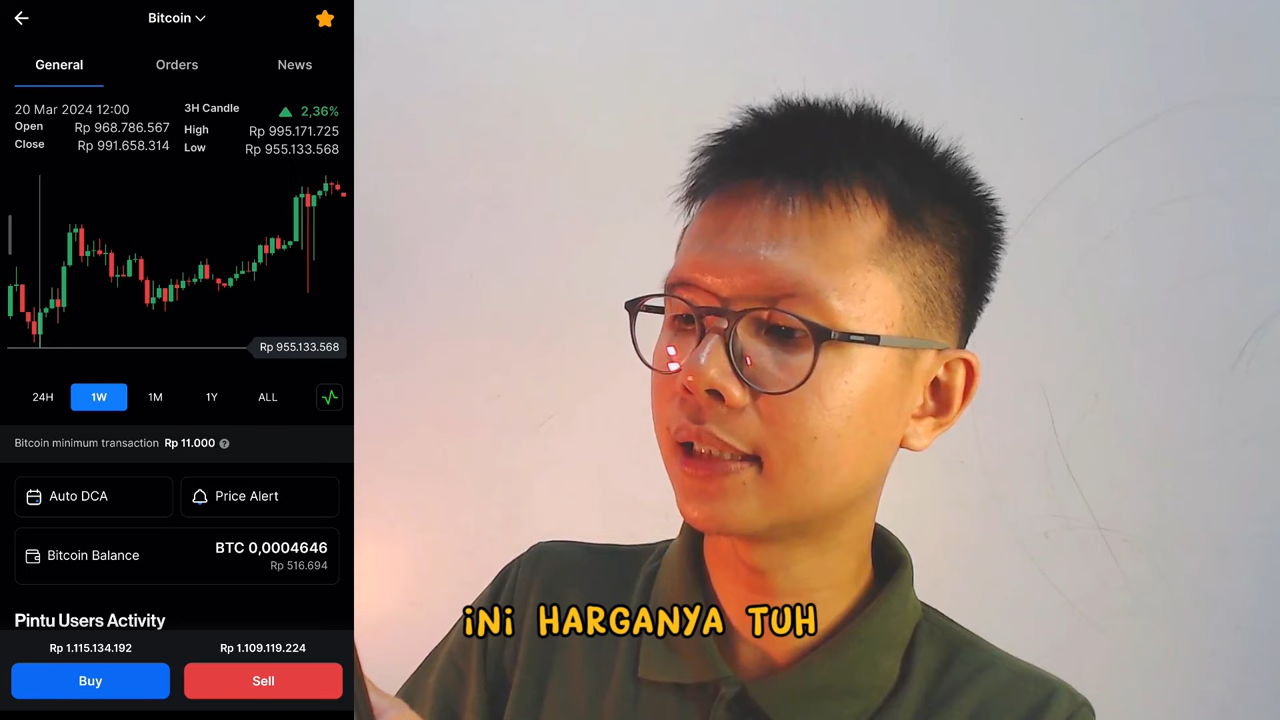 Bitcoin
General Orders News
20 Mar 2024 12:00 3H Candle 2,36%
Open Rp 968.786.567 High Rp 995.171.725
Close Rp 991.658.314 Low Rp 955.133.568
Rp 955.133.568
24H 1W 1M 1Y ALL
Bitcoin minimum transaction Rp 11.000 ?
Auto DCA Price Alert
Bitcoin Balance BTC 0,0004646
Rp 516.694
Pintu Users Activity
Rp 1.115.134.192 Rp 1.109.119.224
Buy Sell
iNi HARGANYA TUH